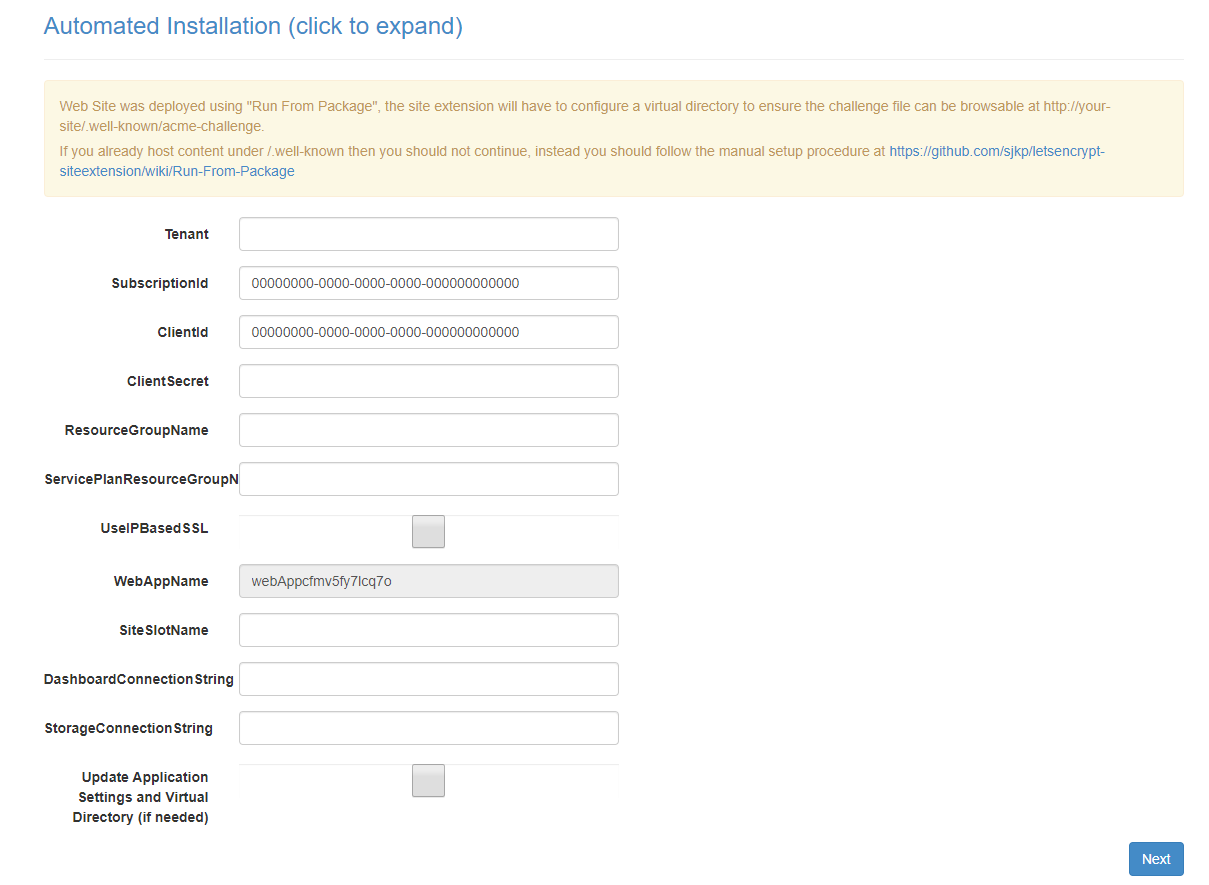 Automated Installation (click to expand)
Web Site was deployed using "Run From Package", the site extension will have to configure a virtual directory to ensure the challenge file can be browsable at http://your-
site/.well-known/acme-challenge.
If you already host content under /.well-known then you should not continue, instead you should follow the manual setup procedure at https://github.com/sjkp/letsencrypt-
siteextension/wiki/Run-From-Package
Tenant
SubscriptionId 00000000-0000-0000-0000-000000000000
ClientId 00000000-0000-0000-0000-000000000000
ClientSecret
ResourceGroupName
ServicePlanResourceGroupN
UseIPBasedSSL
WebAppName webAppcfmv5fy7lcq7o
SiteSlotName
DashboardConnectionString
StorageConnectionString
Update Application
Settings and Virtual
Directory (if needed)
Next